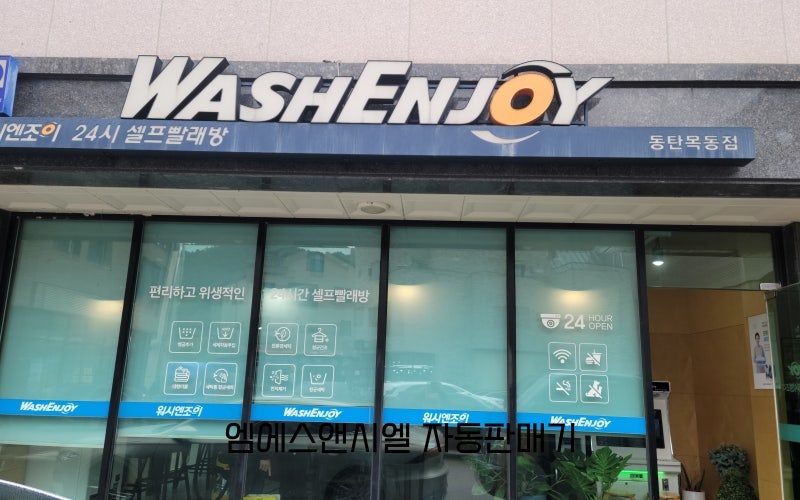 WASHENJOY
시엔조이 24시 셀프빨래방
동탄목동점
편리하고 위생적인
24시간 셀프빨래방
24 HOUR OPEN
WASHENJOY
워시엔조이
WASHENJOY
워시엔조이
WASHENJOY
엠에스앤씨엘 자동판매기